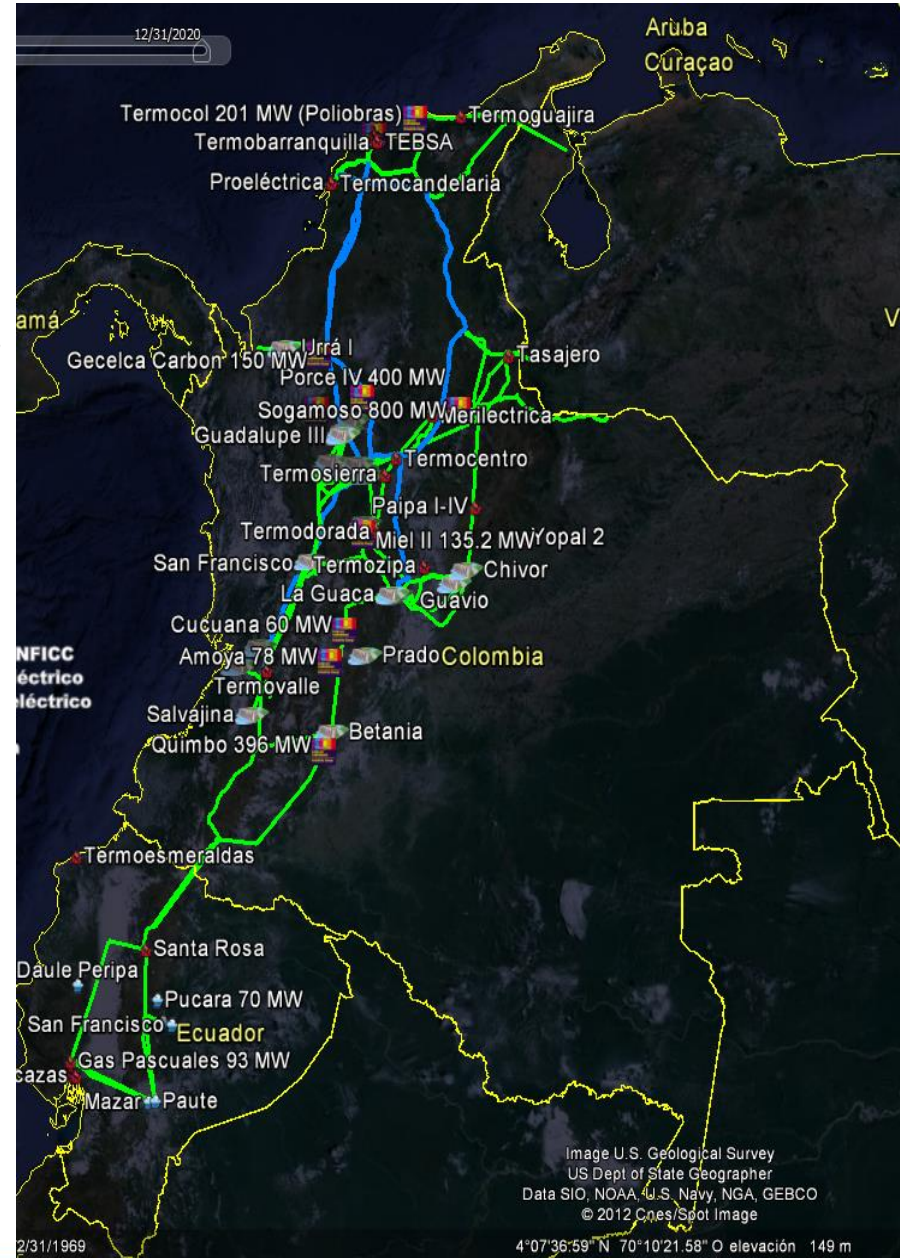 12/31/2020
Aruba
Curaçao
Termocol 201 MW (Poliobras)
Termoguajira
Termobarranquilla
TEBSA
Proeléctrica
Termocandelaria
amá
V
Urrá I
Gecelca Carbon 150 MW
Tasajero
Porce IV 400 MW
Sogamoso 800 MW
Merilectrica
Guadalupe III
Termocentro
Termosierra
Paipa I-IV
Termodorada
Miel II 135.2 MW
Yopal 2
San Francisco
Termozipa
Chivor
La Guaca
Guavio
Cucuana 60 MW
NFICC
Amoya 78 MW
Prado
Colombia
éctrico
eléctrico
Termovalle
Salvajina
Betania
Quimbo 396 MW
Termoesmeraldas
Santa Rosa
Daule Peripa
Pucara 70 MW
San Francisco
Ecuador
Gas Pascuales 93 MW
cazas
Mazar
Paute
Image U.S. Geological Survey
US Dept of State Geographer
Data SIO, NOAA, U.S. Navy, NGA, GEBCO
© 2012 Cnes/Spot Image
2/31/1969
4°07'36.59" N 70°10'21.58" O elevación 149 m